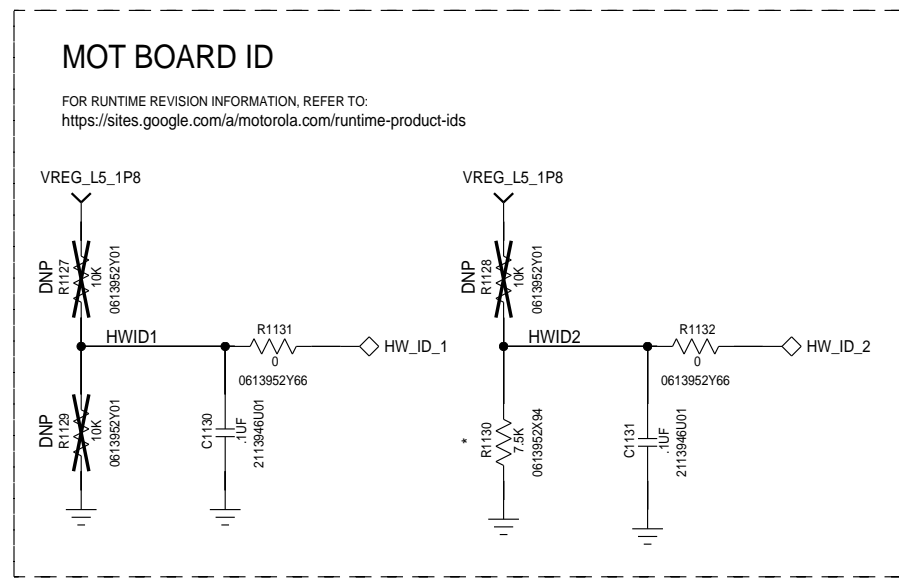 MOT BOARD ID
FOR RUNTIME REVISION INFORMATION, REFER TO:
https://sites.google.com/a/motorola.com/runtime-product-ids
VREG_L5_1P8
DNP
R1127
10K
0613952Y01
HWID1
R1131
0
0613952Y66
HW_ID_1
DNP
R1129
10K
0613952Y01
C1130
.1UF
2113946U01
VREG_L5_1P8
DNP
R1128
10K
0613952Y01
HWID2
R1132
0
0613952Y66
HW_ID_2
*
R1130
7.5K
0613952X94
C1131
.1UF
2113946U01